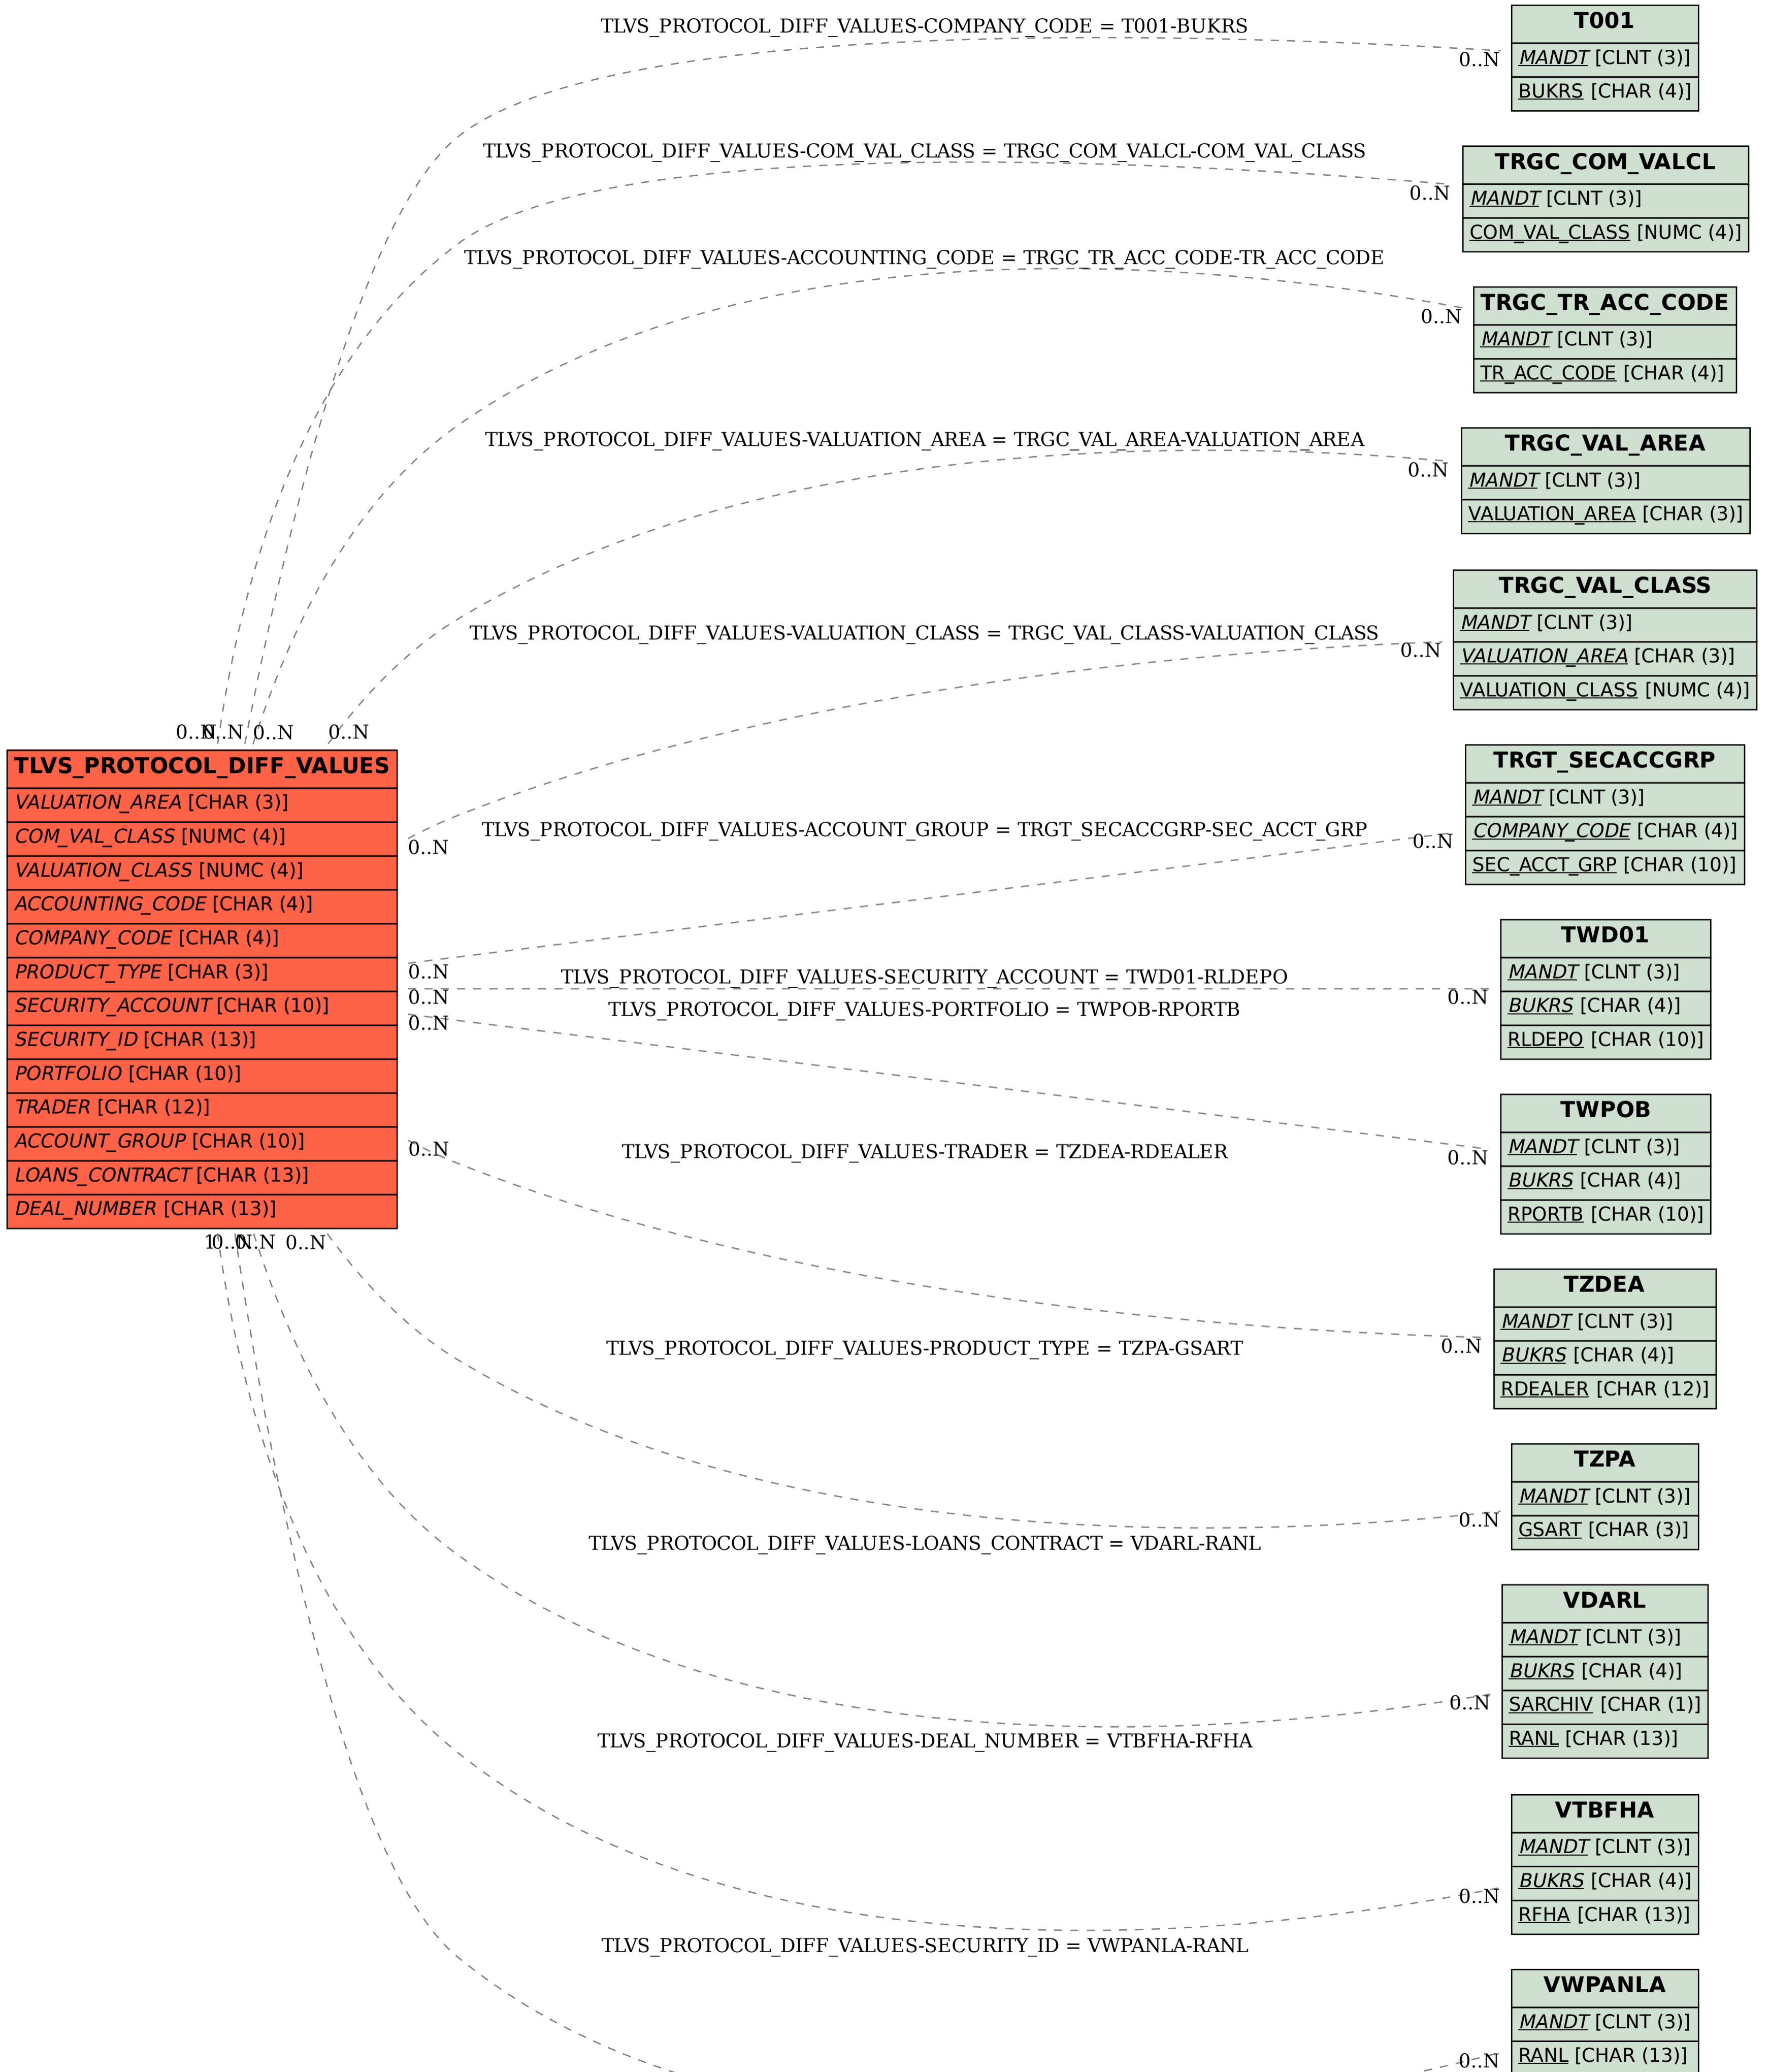 TLVS_PROTOCOL_DIFF_VALUES-COMPANY_CODE = T001-BUKRS
0..N
T001
MANDT [CLNT (3)]
BUKRS [CHAR (4)]
TLVS_PROTOCOL_DIFF_VALUES-COM_VAL_CLASS = TRGC_COM_VALCL-COM_VAL_CLASS
0..N
TRGC_COM_VALCL
MANDT [CLNT (3)]
COM_VAL_CLASS [NUMC (4)]
TLVS_PROTOCOL_DIFF_VALUES-ACCOUNTING_CODE = TRGC_TR_ACC_CODE-TR_ACC_CODE
0..N
TRGC_TR_ACC_CODE
MANDT [CLNT (3)]
TR_ACC_CODE [CHAR (4)]
TLVS_PROTOCOL_DIFF_VALUES-VALUATION_AREA = TRGC_VAL_AREA-VALUATION_AREA
0..N
TRGC_VAL_AREA
MANDT [CLNT (3)]
VALUATION_AREA [CHAR (3)]
TLVS_PROTOCOL_DIFF_VALUES-VALUATION_CLASS = TRGC_VAL_CLASS-VALUATION_CLASS
0..N
TRGC_VAL_CLASS
MANDT [CLNT (3)]
VALUATION_AREA [CHAR (3)]
VALUATION_CLASS [NUMC (4)]
0..N
0..N
0..N
0..N
TLVS_PROTOCOL_DIFF_VALUES
VALUATION_AREA [CHAR (3)]
COM_VAL_CLASS [NUMC (4)]
VALUATION_CLASS [NUMC (4)]
ACCOUNTING_CODE [CHAR (4)]
COMPANY_CODE [CHAR (4)]
PRODUCT_TYPE [CHAR (3)]
SECURITY_ACCOUNT [CHAR (10)]
SECURITY_ID [CHAR (13)]
PORTFOLIO [CHAR (10)]
TRADER [CHAR (12)]
ACCOUNT_GROUP [CHAR (10)]
LOANS_CONTRACT [CHAR (13)]
DEAL_NUMBER [CHAR (13)]
0..N
0..N
0..N
0..N
0..N
0..N
0..N
TLVS_PROTOCOL_DIFF_VALUES-ACCOUNT_GROUP = TRGT_SECACCGRP-SEC_ACCT_GRP
0..N
TRGT_SECACCGRP
MANDT [CLNT (3)]
COMPANY_CODE [CHAR (4)]
SEC_ACCT_GRP [CHAR (10)]
TLVS_PROTOCOL_DIFF_VALUES-SECURITY_ACCOUNT = TWD01-RLDEPO
0..N
TWD01
MANDT [CLNT (3)]
BUKRS [CHAR (4)]
RLDEPO [CHAR (10)]
TLVS_PROTOCOL_DIFF_VALUES-PORTFOLIO = TWPOB-RPORTB
0..N
TWPOB
MANDT [CLNT (3)]
BUKRS [CHAR (4)]
RPORTB [CHAR (10)]
TLVS_PROTOCOL_DIFF_VALUES-TRADER = TZDEA-RDEALER
0..N
TZDEA
MANDT [CLNT (3)]
BUKRS [CHAR (4)]
RDEALER [CHAR (12)]
TLVS_PROTOCOL_DIFF_VALUES-PRODUCT_TYPE = TZPA-GSART
0..N
TZPA
MANDT [CLNT (3)]
GSART [CHAR (3)]
TLVS_PROTOCOL_DIFF_VALUES-LOANS_CONTRACT = VDARL-RANL
0..N
VDARL
MANDT [CLNT (3)]
BUKRS [CHAR (4)]
SARCHIV [CHAR (1)]
RANL [CHAR (13)]
TLVS_PROTOCOL_DIFF_VALUES-DEAL_NUMBER = VTBFHA-RFHA
0..N
VTBFHA
MANDT [CLNT (3)]
BUKRS [CHAR (4)]
RFHA [CHAR (13)]
TLVS_PROTOCOL_DIFF_VALUES-SECURITY_ID = VWPANLA-RANL
0..N
VWPANLA
MANDT [CLNT (3)]
RANL [CHAR (13)]